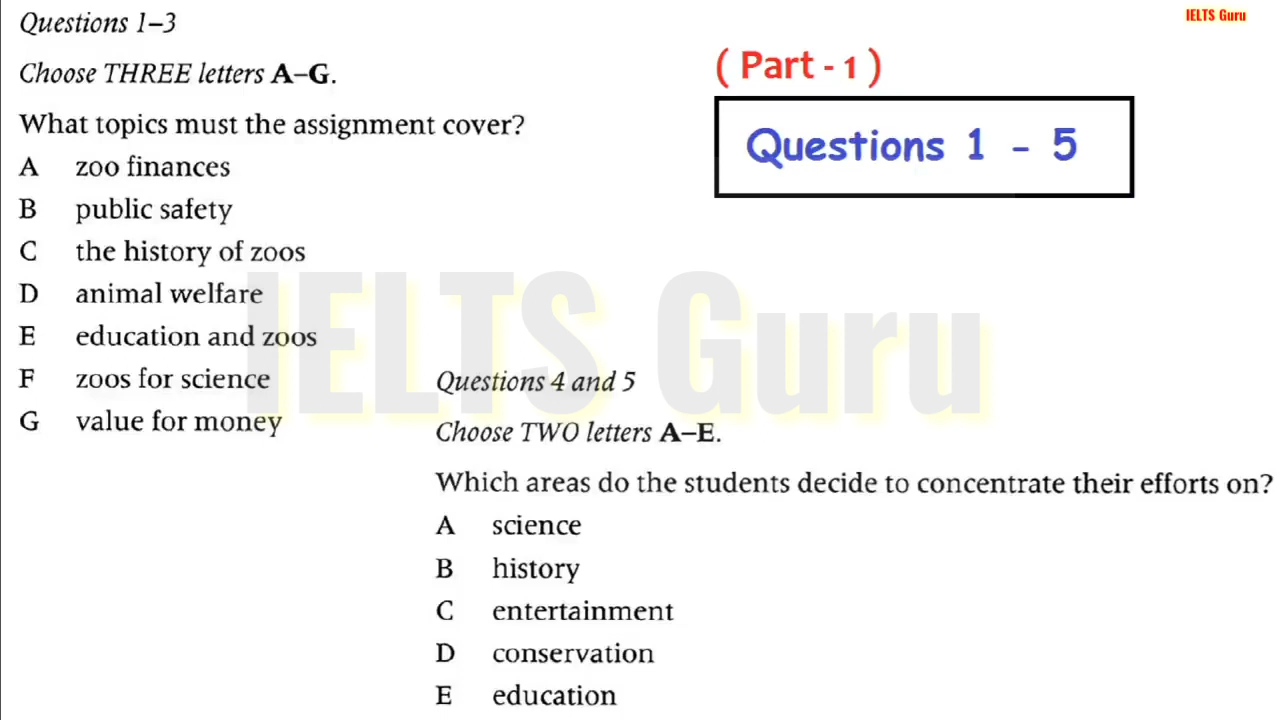 IELTS Guru
Questions 1–3
Choose THREE letters A–G.
What topics must the assignment cover?
A zoo finances
B public safety
C the history of zoos
D animal welfare
E education and zoos
F zoos for science
G value for money
( Part - 1 )
Questions 1 - 5
IELTS Guru
Questions 4 and 5
Choose TWO letters A–E.
Which areas do the students decide to concentrate their efforts on?
A science
B history
C entertainment
D conservation
E education